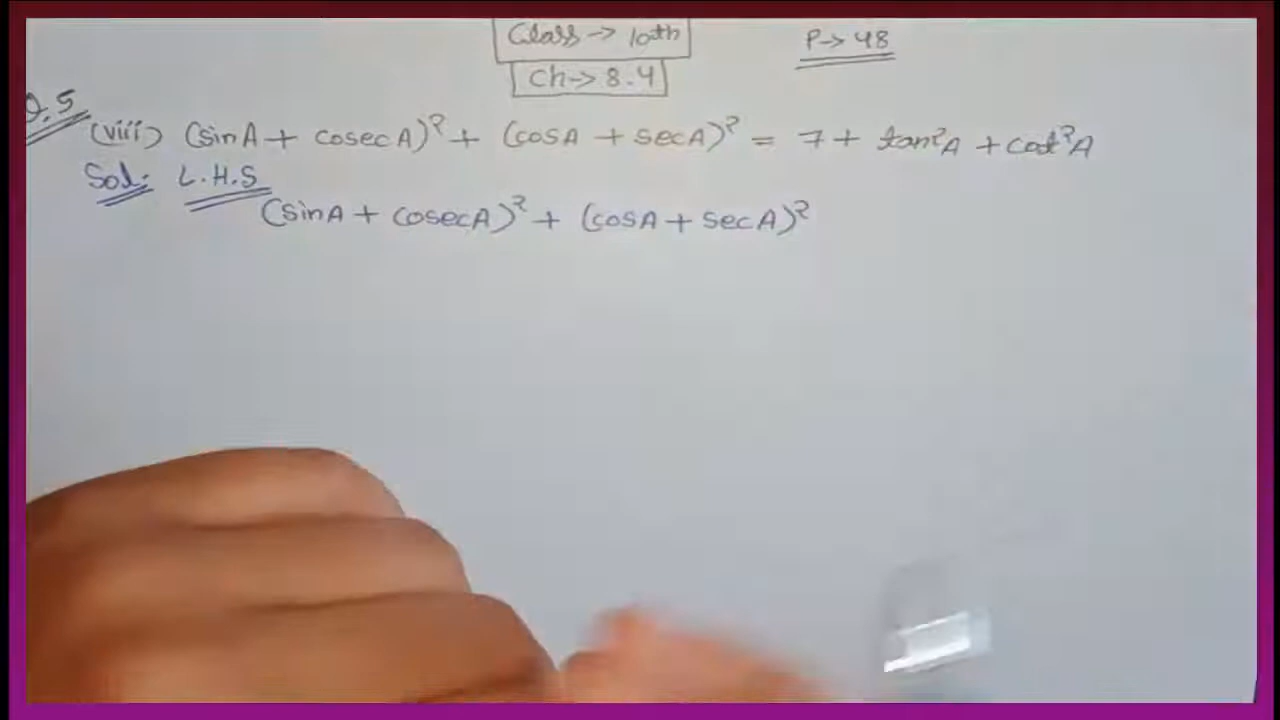 Class → 10th
P → 48
Ch → 8.4
Q.5
(viii) (sinA + cosecA)² + (cosA + secA)² = 7 + tan²A + cot²A
Sol: L.H.S
(sinA + cosecA)² + (cosA + secA)²